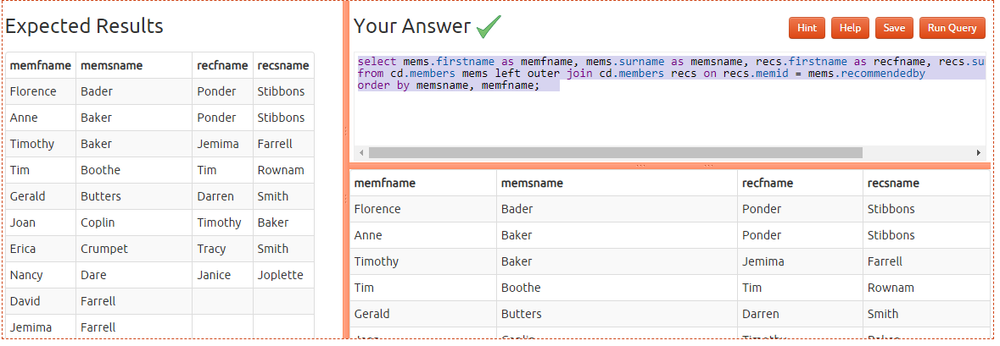 Expected Results
memfname memsname recfname recsname
Florence Bader Ponder Stibbons
Anne Baker Ponder Stibbons
Timothy Baker Jemima Farrell
Tim Boothe Tim Rownam
Gerald Butters Darren Smith
Joan Coplin Timothy Baker
Erica Crumpet Tracy Smith
Nancy Dare Janice Joplette
David Farrell
Jemima Farrell
Your Answer
Hint Help Save Run Query
select mems.firstname as memfname, mems.surname as memsname, recs.firstname as recfname, recs.su
from cd.members mems left outer join cd.members recs on recs.memid = mems.recommendedby
order by memsname, memfname;
memfname memsname recfname recsname
Florence Bader Ponder Stibbons
Anne Baker Ponder Stibbons
Timothy Baker Jemima Farrell
Tim Boothe Tim Rownam
Gerald Butters Darren Smith